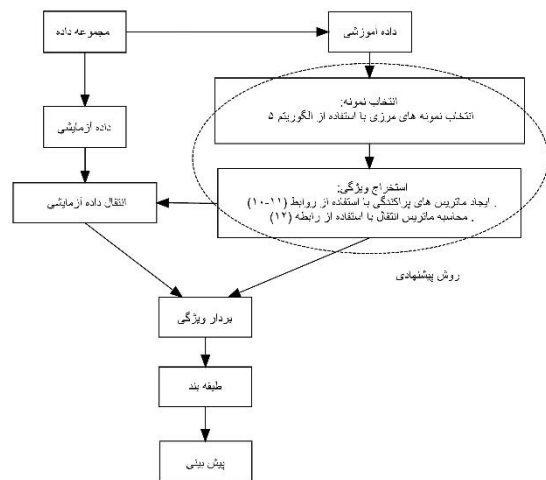 مجموعه داده
داده آموزشی
انتخاب نمونه:
انتخاب نمونه های مرزی با استفاده از الگوریتم ۵
داده آزمایشی
استخراج ویژگی:
. ایجاد ماتریس های پراکندگی با استفاده از روابط (۱۱-۱۰)
. محاسبه ماتریس انتقال با استفاده از رابطه (۱۲)
انتقال داده آزمایشی
روش پیشنهادی
بردار ویژگی
طبقه بند
پیش بینی